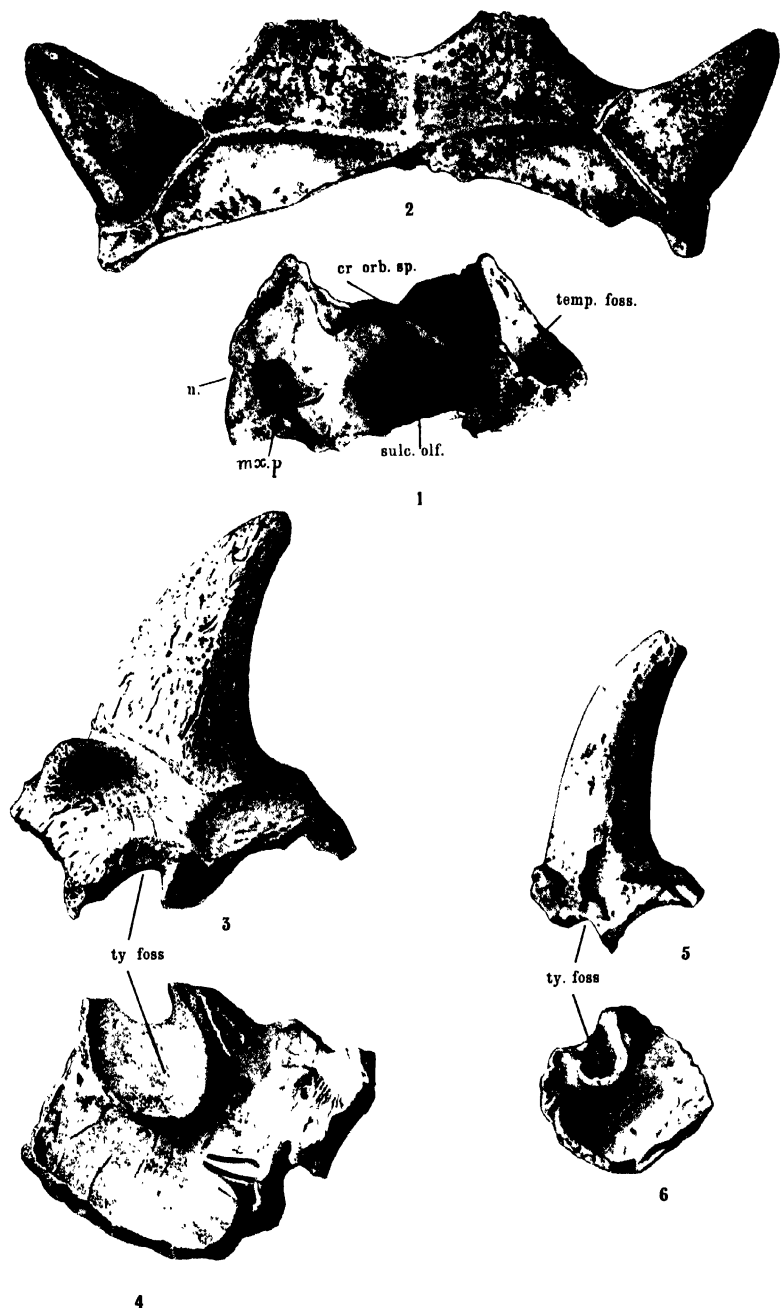 2
cr orb. sp.
temp. foss.
n.
mx.p
sulc. olf.
1
3
5
ty foss
ty. foss
6
4